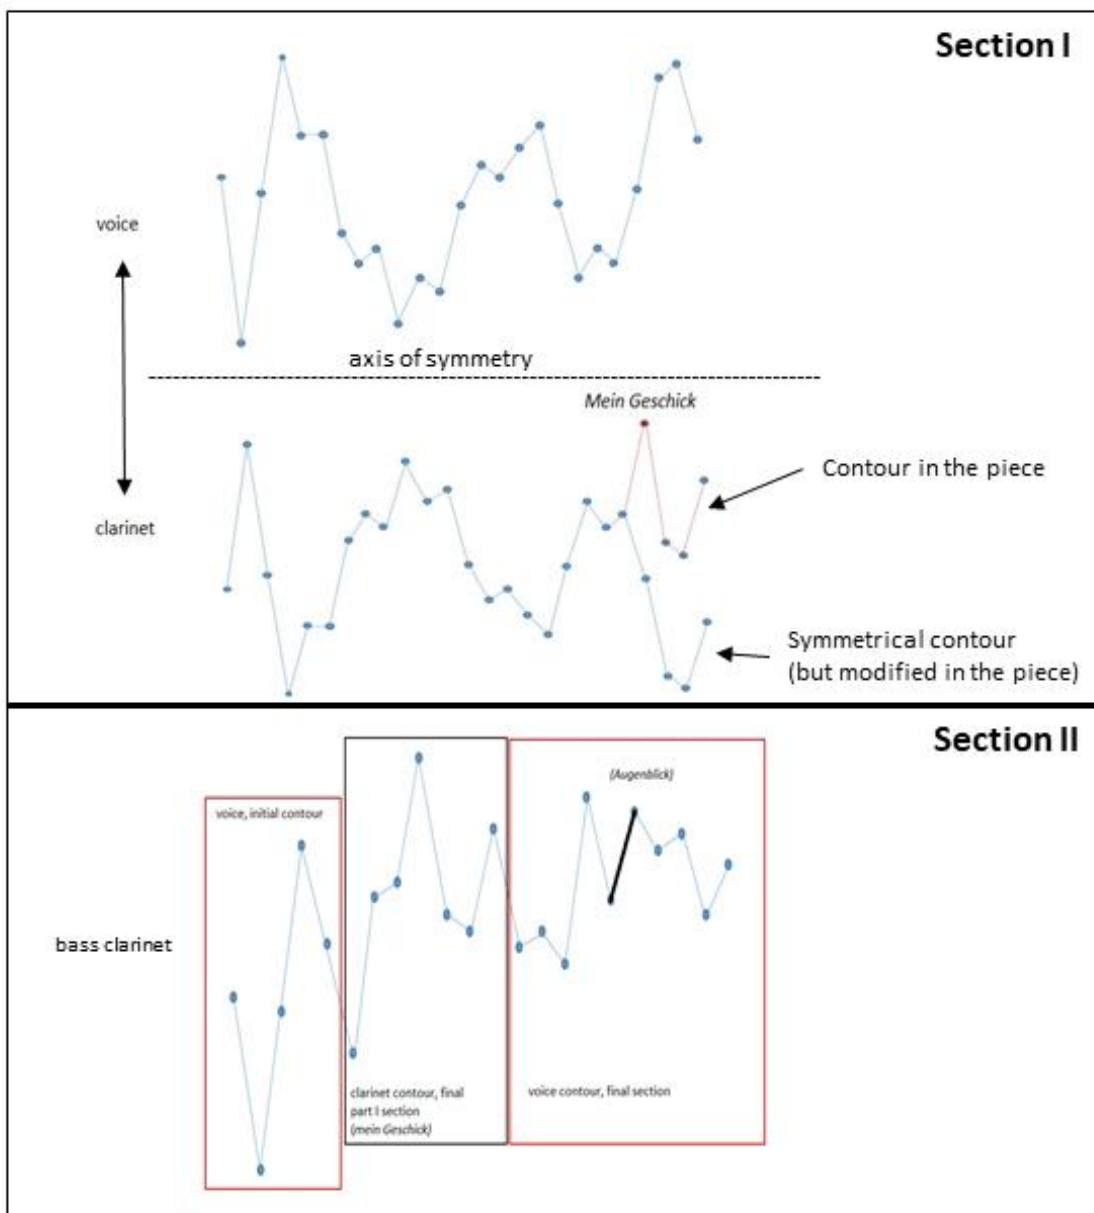 Section I
voice
axis of symmetry
Mein Geschick
Contour in the piece
clarinet
Symmetrical contour
(but modified in the piece)
Section II
(Augenblick)
voice, initial contour
bass clarinet
clarinet contour, final
part I section
(mein Geschick)
voice contour, final section